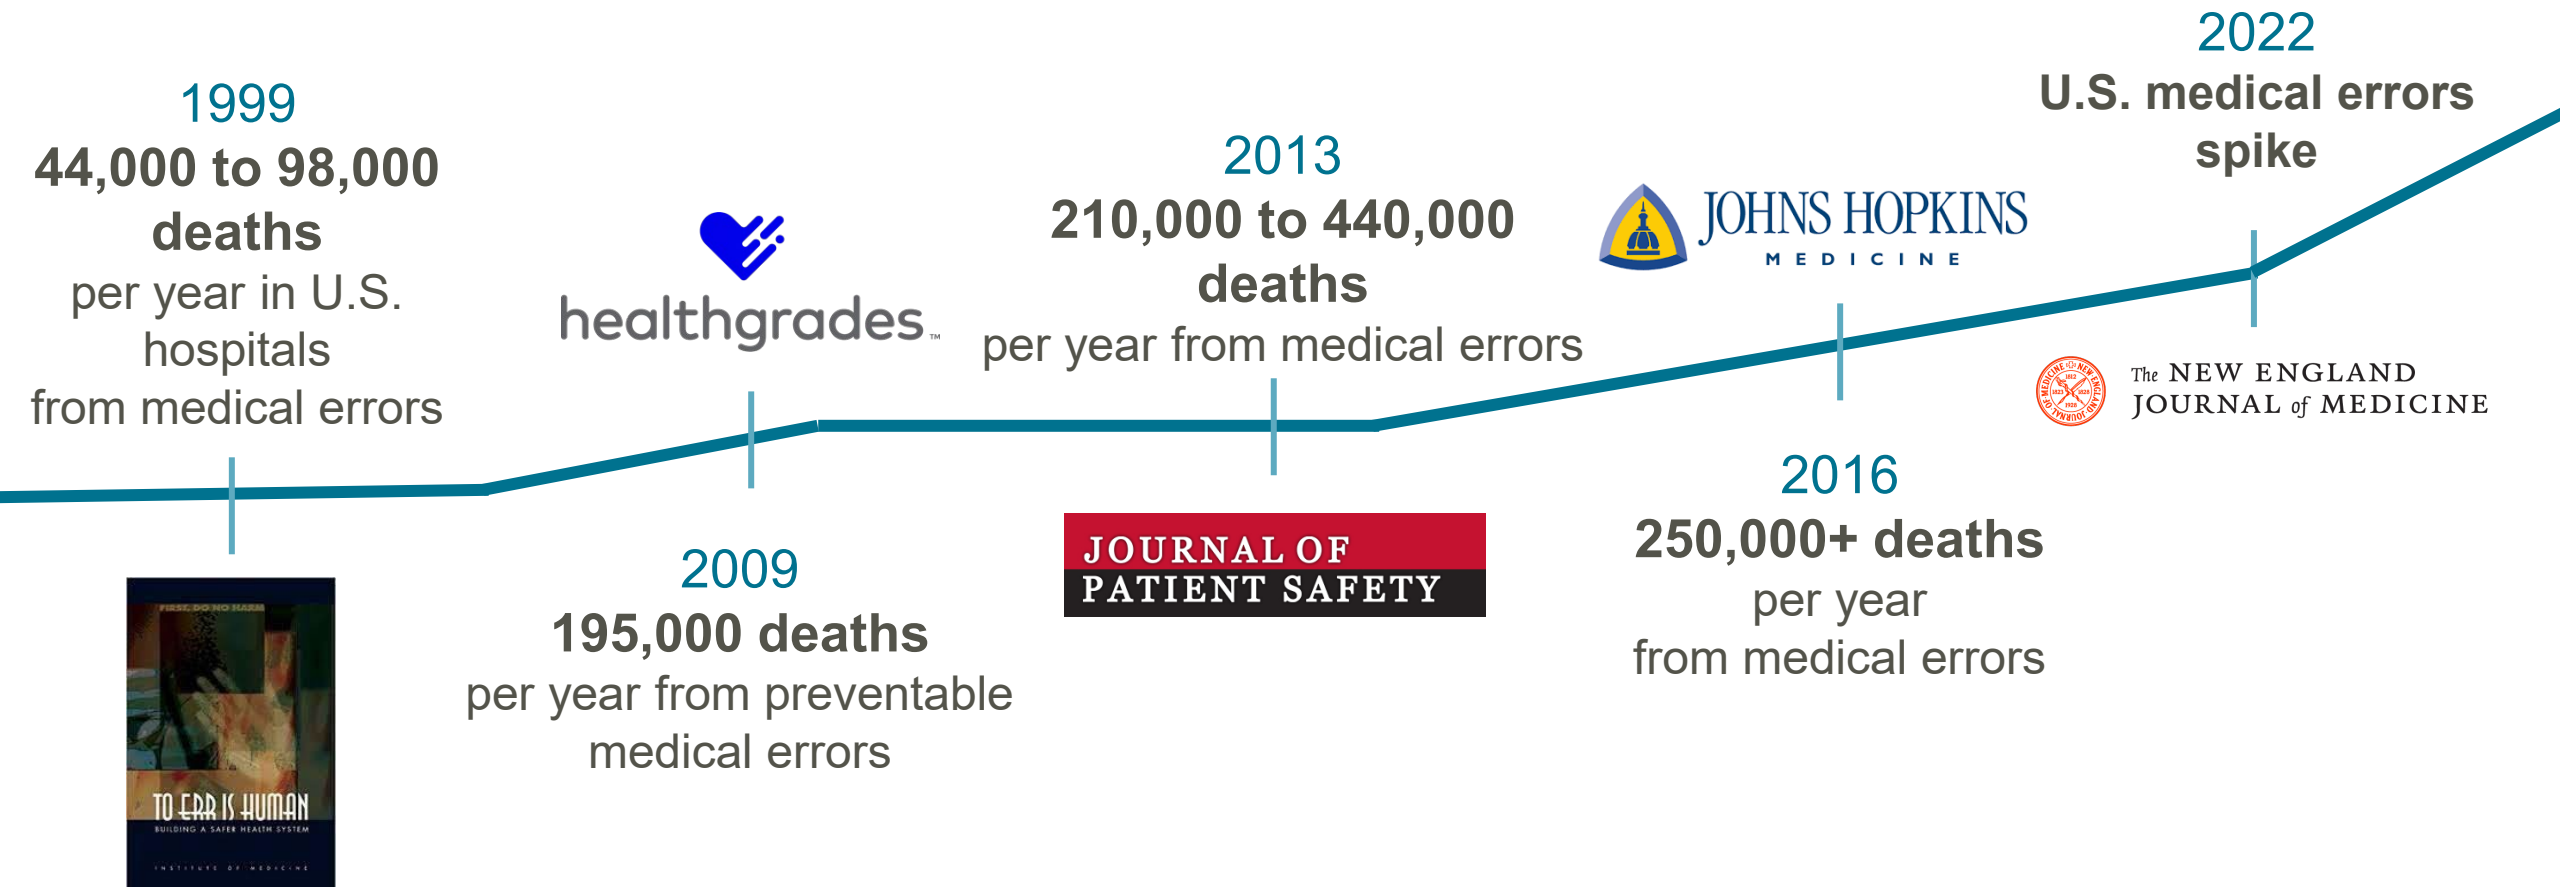 1999
44,000 to 98,000
deaths
per year in U.S.
hospitals
from medical errors
FIRST, DO NO HARM
TO ERR IS HUMAN
BUILDING A SAFER HEALTH SYSTEM
INSTITUTE OF MEDICINE
healthgrades™
2009
195,000 deaths
per year from preventable
medical errors
2013
210,000 to 440,000
deaths
per year from medical errors
JOURNAL OF
PATIENT SAFETY
JOHNS HOPKINS
MEDICINE
2016
250,000+ deaths
per year
from medical errors
2022
U.S. medical errors
spike
The NEW ENGLAND
JOURNAL of MEDICINE